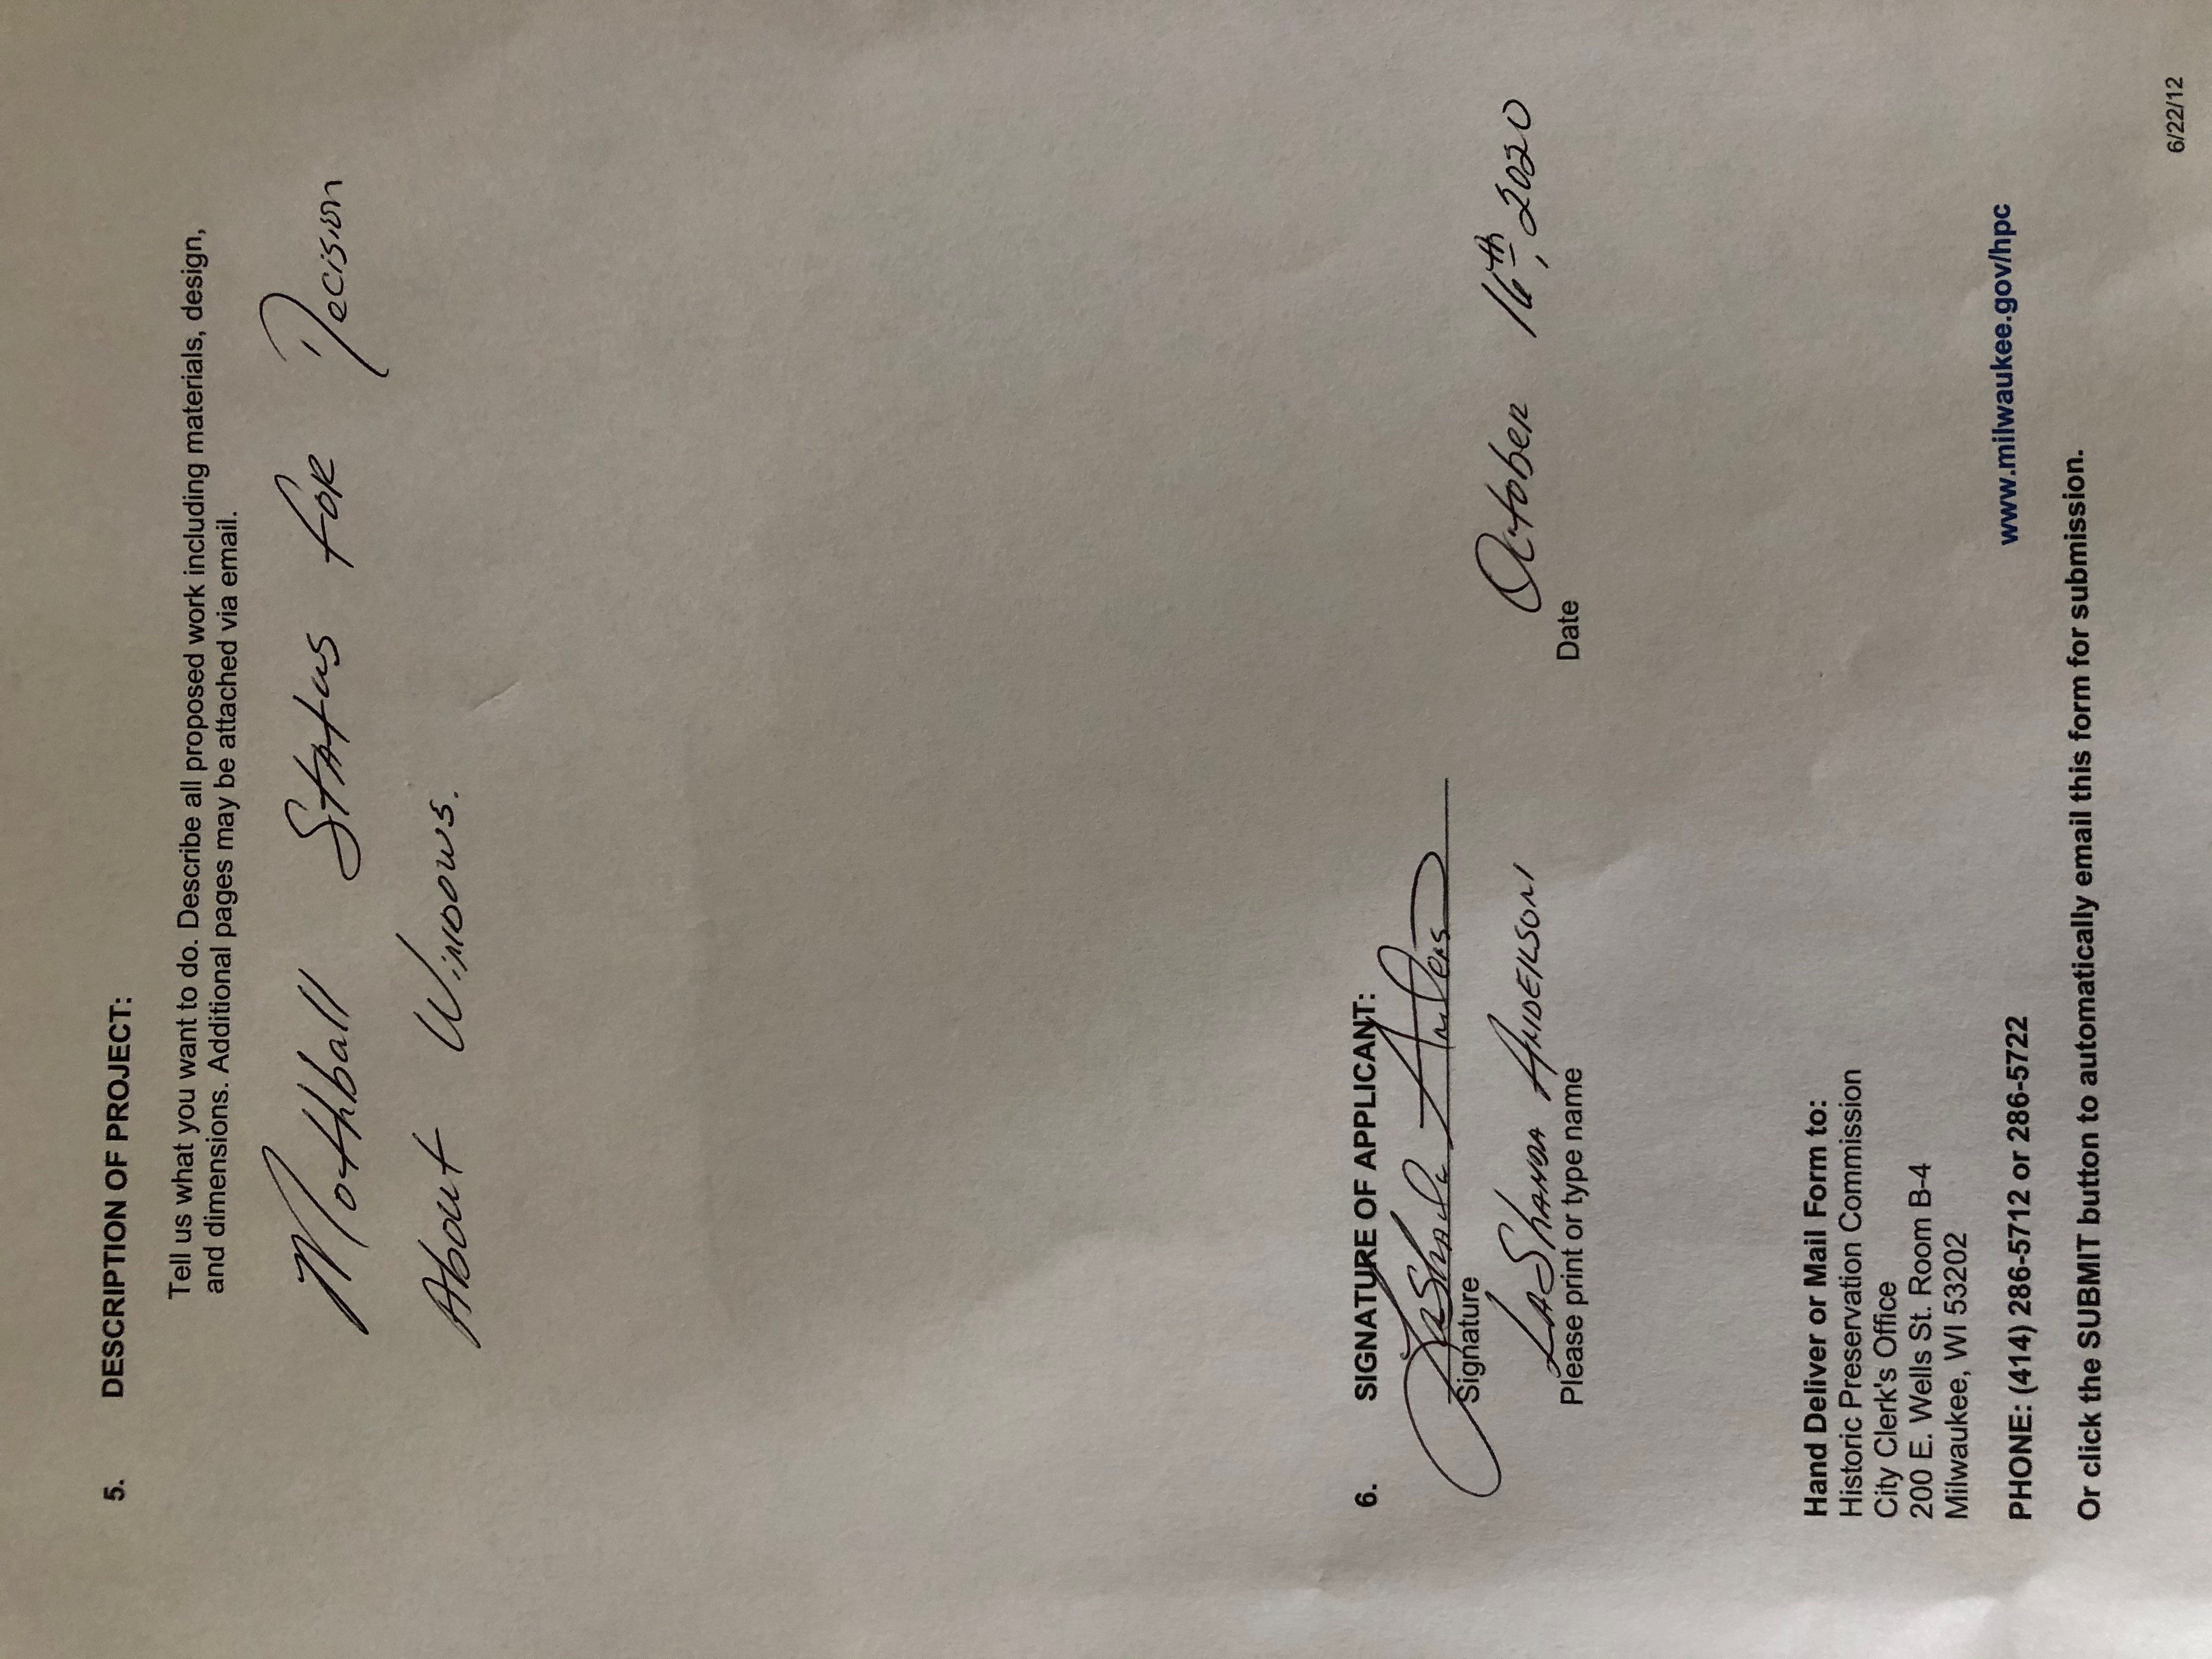 5. DESCRIPTION OF PROJECT:
Tell us what you want to do. Describe all proposed work including materials, design,
and dimensions. Additional pages may be attached via email.
Mothball Status for Decision
About Windows.
6. SIGNATURE OF APPLICANT:
LaShanda Anderson
Signature
LaShanda Anderson October 16th, 2020
Please print or type name Date
Hand Deliver or Mail Form to:
Historic Preservation Commission
City Clerk's Office
200 E. Wells St. Room B-4
Milwaukee, WI 53202
PHONE: (414) 286-5712 or 286-5722 www.milwaukee.gov/hpc
Or click the SUBMIT button to automatically email this form for submission.
6/22/12